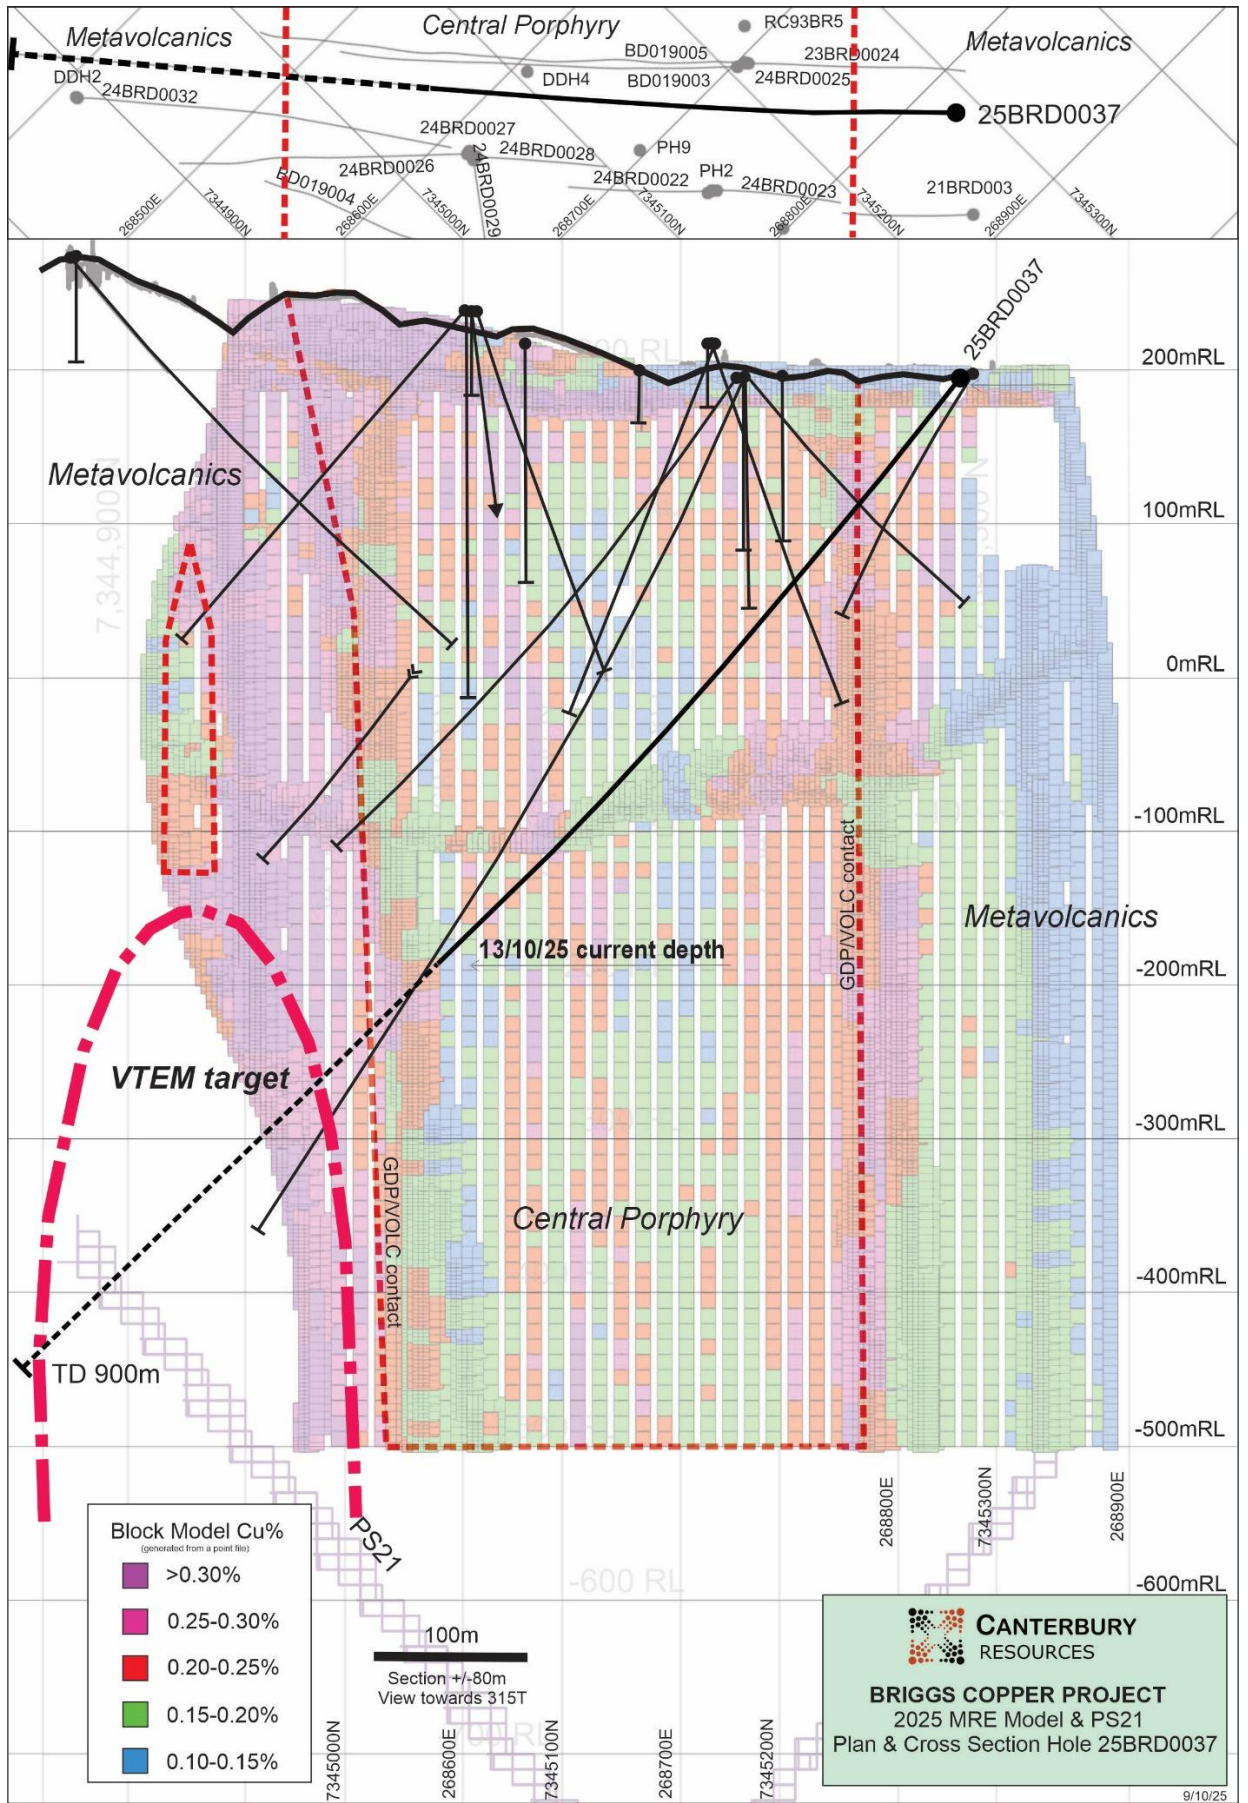 Metavolcanics
Central Porphyry
Metavolcanics
RC93BR5
BD019005
23BRD0024
DDH4
BD019003
24BRD0025
DDH2
24BRD0032
25BRD0037
24BRD0027
24BRD0028
PH9
24BRD0026
24BRD0029
24BRD0022
PH2
24BRD0023
21BRD003
BD019004
268500E
7344900N
268600E
7345000N
268700E
7345100N
268800E
7345200N
268900E
7345300N
25BRD0037
200mRL
Metavolcanics
7,344,900N
100mRL
0mRL
-100mRL
GDP/VOLC contact
Metavolcanics
13/10/25 current depth
-200mRL
VTEM target
-300mRL
GDP/VOLC contact
Central Porphyry
-400mRL
TD 900m
-500mRL
268800E
7345300N
268900E
PS21
-600 RL
-600mRL
Block Model Cu%
(generated from a point file)
>0.30%
0.25-0.30%
0.20-0.25%
0.15-0.20%
0.10-0.15%
100m
Section +/-80m
View towards 315T
7345000N
268600E
7345100N
268700E
7345200N
CANTERBURY
RESOURCES
BRIGGS COPPER PROJECT
2025 MRE Model & PS21
Plan & Cross Section Hole 25BRD0037
9/10/25